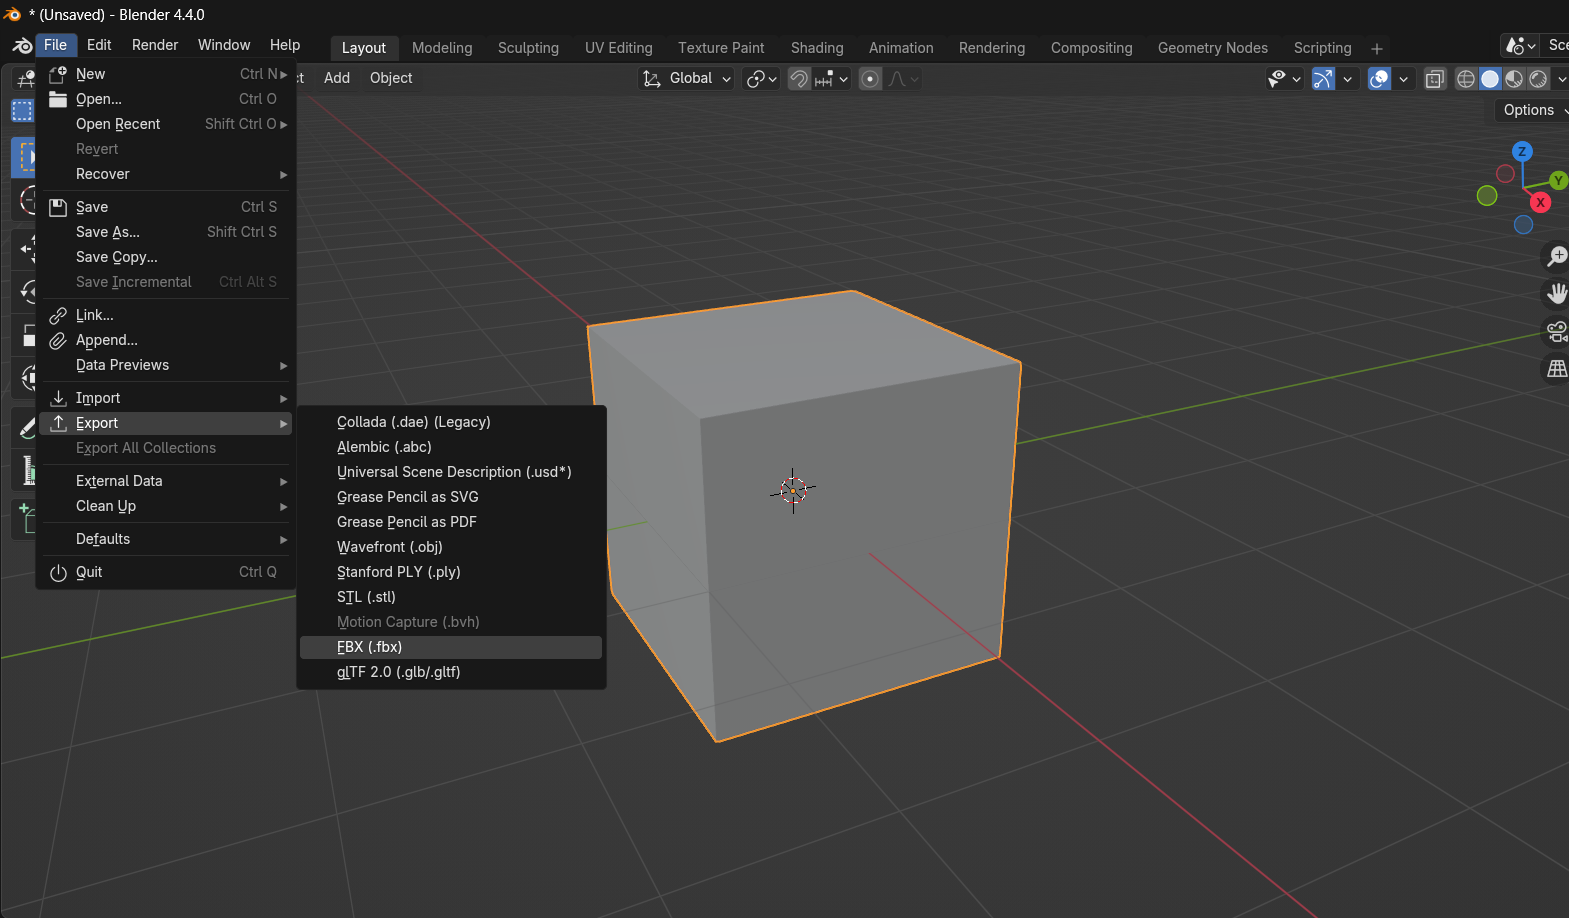 * (Unsaved) - Blender 4.4.0
File Edit Render Window Help Layout Modeling Sculpting UV Editing Texture Paint Shading Animation Rendering Compositing Geometry Nodes Scripting + Sce
ct Add Object Global
Options
New Ctrl N
Open... Ctrl O
Open Recent Shift Ctrl O
Revert
Recover
Save Ctrl S
Save As... Shift Ctrl S
Save Copy...
Save Incremental Ctrl Alt S
Link...
Append...
Data Previews
Import
Export
Export All Collections
External Data
Clean Up
Defaults
Quit Ctrl Q
Collada (.dae) (Legacy)
Alembic (.abc)
Universal Scene Description (.usd*)
Grease Pencil as SVG
Grease Pencil as PDF
Wavefront (.obj)
Stanford PLY (.ply)
STL (.stl)
Motion Capture (.bvh)
FBX (.fbx)
glTF 2.0 (.glb/.gltf)
Z
Y
X